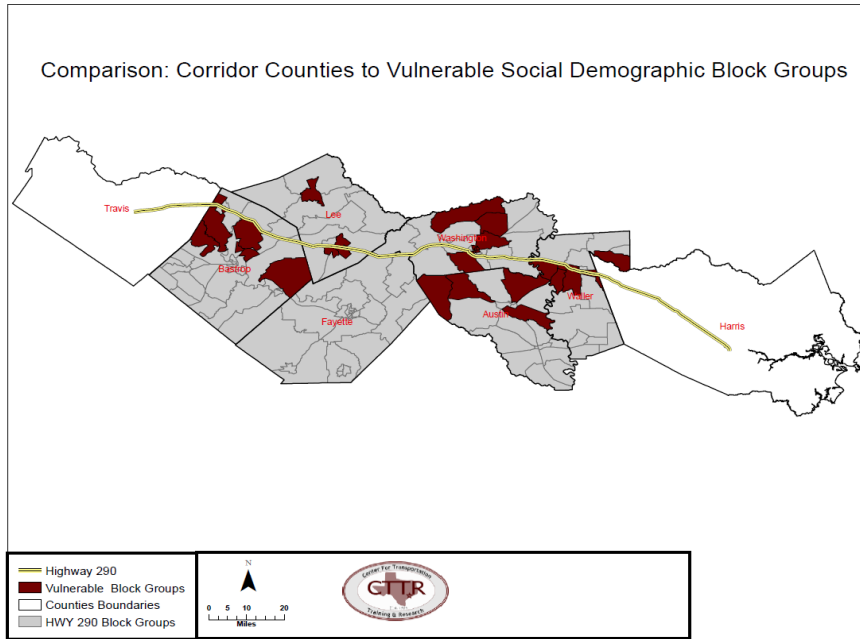 Comparison: Corridor Counties to Vulnerable Social Demographic Block Groups
Travis
Lee
Washington
Bastrop
Fayette
Austin
Waller
Harris
Highway 290
Vulnerable Block Groups
Counties Boundaries
HWY 290 Block Groups
N
0 5 10 20
Miles
Center For Transportation
CTTR
Training & Research